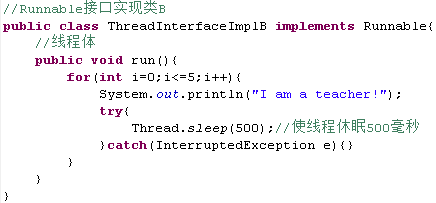 //Runnable接口实现类B
public class ThreadInterfaceImplB implements Runnable{
    //线程体
    public void run(){
        for(int i=0;i<=5;i++){
            System.out.println("I am a teacher!");
            try{
                Thread.sleep(500);//使线程休眠500毫秒
            }catch(InterruptedException e){}
        }
    }
}